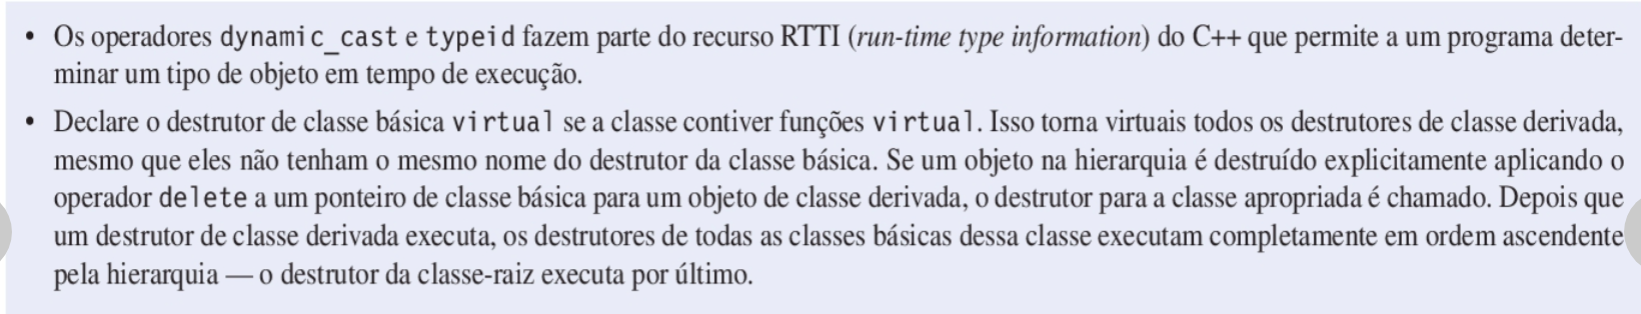 • Os operadores dynamic_cast e typeid fazem parte do recurso RTTI (run-time type information) do C++ que permite a um programa deter-
minar um tipo de objeto em tempo de execução.
• Declare o destrutor de classe básica virtual se a classe contiver funções virtual. Isso torna virtuais todos os destrutores de classe derivada,
mesmo que eles não tenham o mesmo nome do destrutor da classe básica. Se um objeto na hierarquia é destruído explicitamente aplicando o
operador delete a um ponteiro de classe básica para um objeto de classe derivada, o destrutor para a classe apropriada é chamado. Depois que
um destrutor de classe derivada executa, os destrutores de todas as classes básicas dessa classe executam completamente em ordem ascendente
pela hierarquia — o destrutor da classe-raiz executa por último.